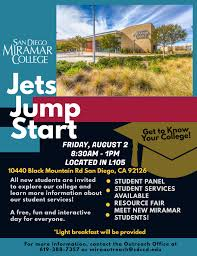 SAN DIEGO
MIRAMAR
COLLEGE
Jets
Jump
Start
Get to Know
Your College!
FRIDAY, AUGUST 2
8:30AM - 1PM
LOCATED IN L105
10440 Black Mountain Rd San Diego, CA 92126
All new students are invited
to explore our college and
learn more information about
our student services!
A free, fun and interactive
day for everyone.
STUDENT PANEL
STUDENT SERVICES
AVAILABLE
RESOURCE FAIR
MEET NEW MIRAMAR
STUDENTS!
*Light breakfast will be provided
For more information, contact the Outreach Office at
619-388-7357 or miraoutreach@sdccd.edu